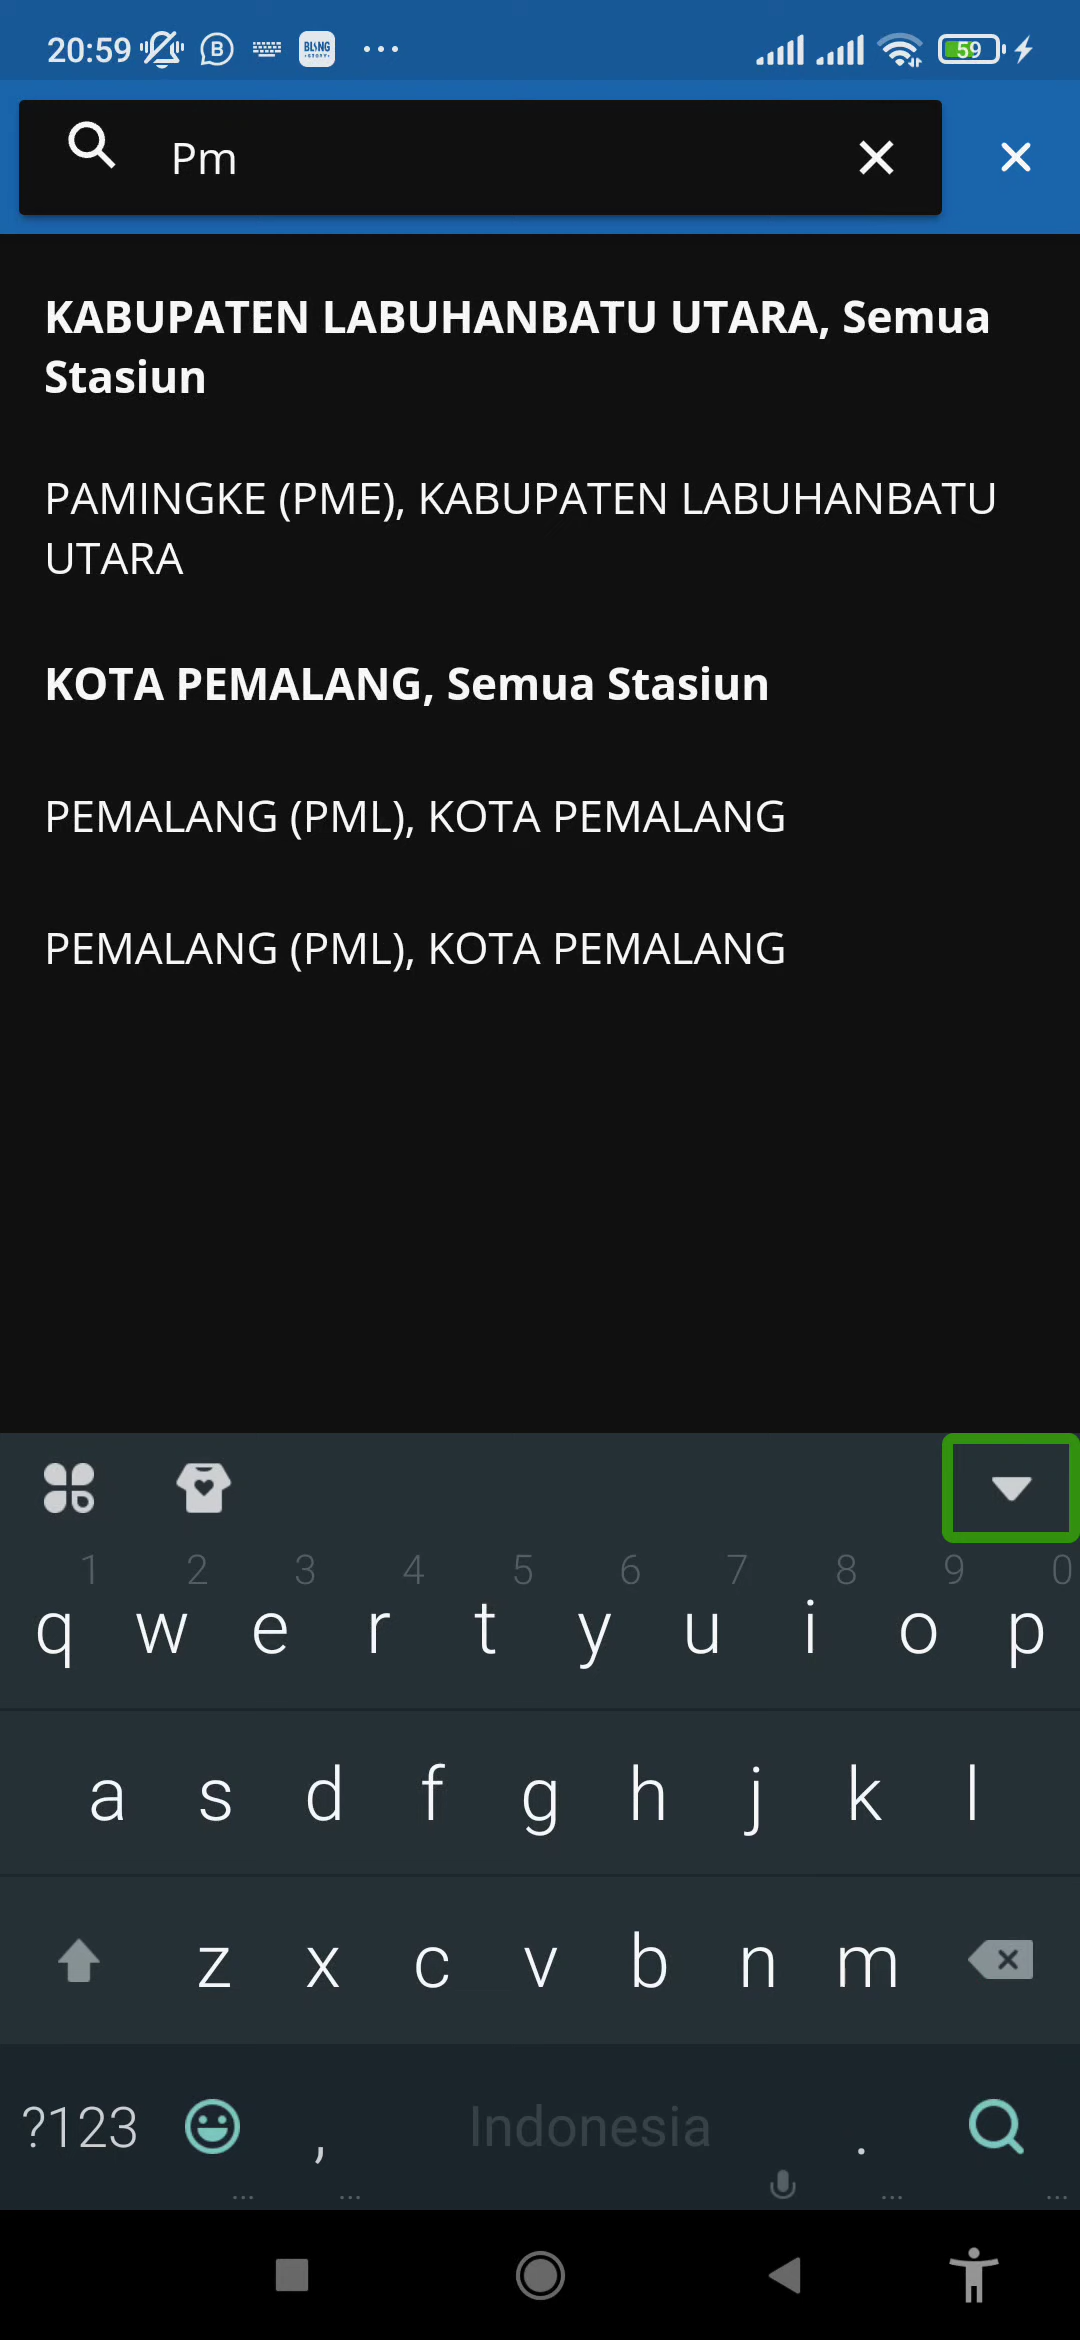 20:59
B
BLING
STORY
59
Pm
KABUPATEN LABUHANBATU UTARA, Semua
Stasiun
PAMINGKE (PME), KABUPATEN LABUHANBATU
UTARA
KOTA PEMALANG, Semua Stasiun
PEMALANG (PML), KOTA PEMALANG
PEMALANG (PML), KOTA PEMALANG
1 2 3 4 5 6 7 8 9 0
q w e r t y u i o p
a s d f g h j k l
z x c v b n m
?123 , Indonesia .